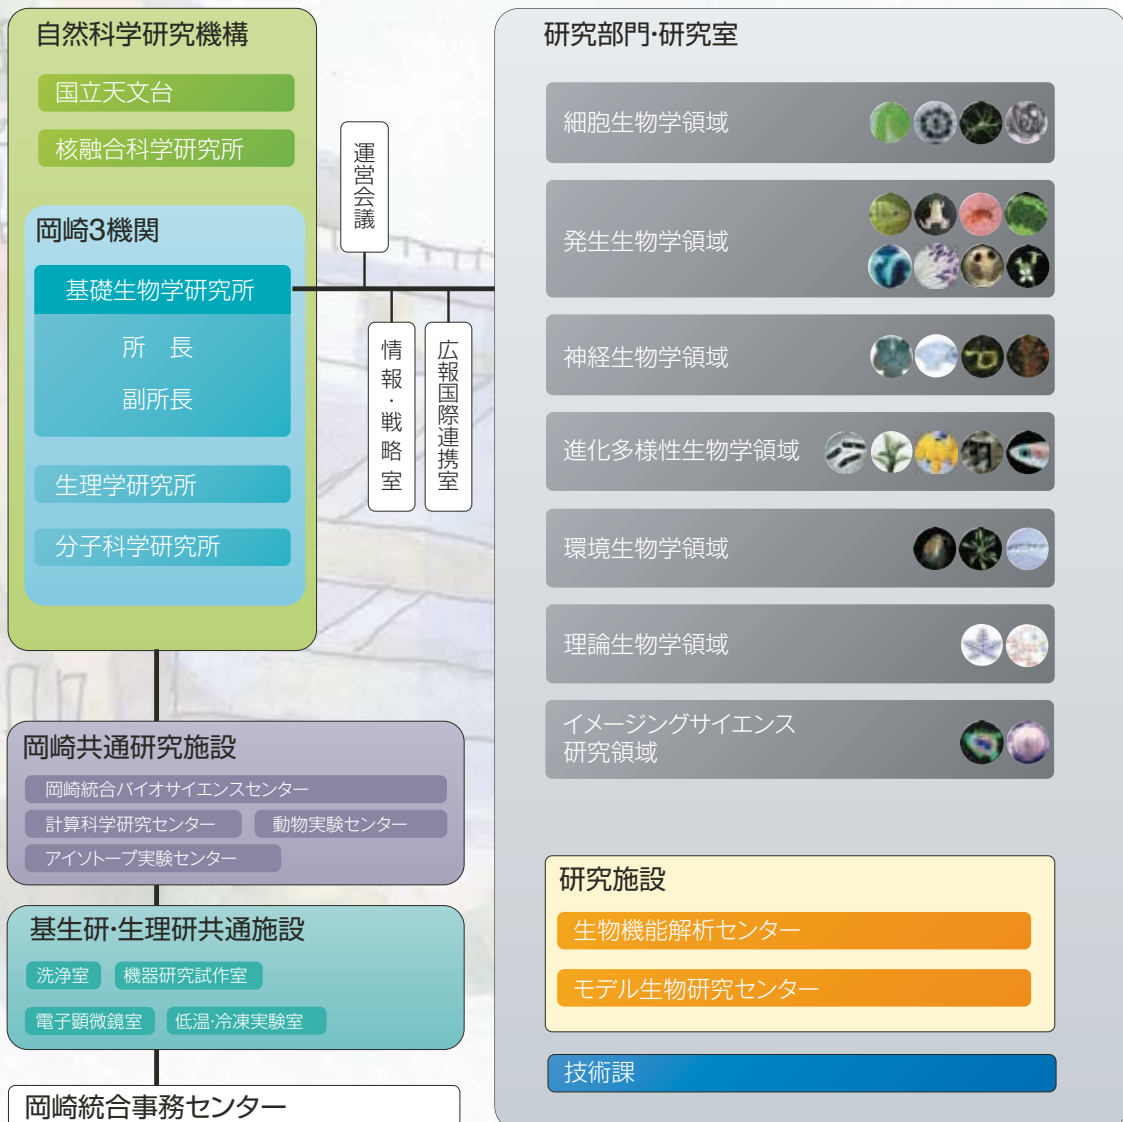 自然科学研究機構
国立天文台
核融合科学研究所
岡崎3機関
基礎生物学研究所
所　長
副所長
生理学研究所
分子科学研究所
運営会議
情報・戦略室
広報国際連携室
岡崎共通研究施設
岡崎統合バイオサイエンスセンター
計算科学研究センター
動物実験センター
アイソトープ実験センター
基生研・生理研共通施設
洗浄室
機器研究試作室
電子顕微鏡室
低温・冷凍実験室
岡崎統合事務センター
研究部門・研究室
細胞生物学領域
発生生物学領域
神経生物学領域
進化多様性生物学領域
環境生物学領域
理論生物学領域
イメージングサイエンス
研究領域
研究施設
生物機能解析センター
モデル生物研究センター
技術課